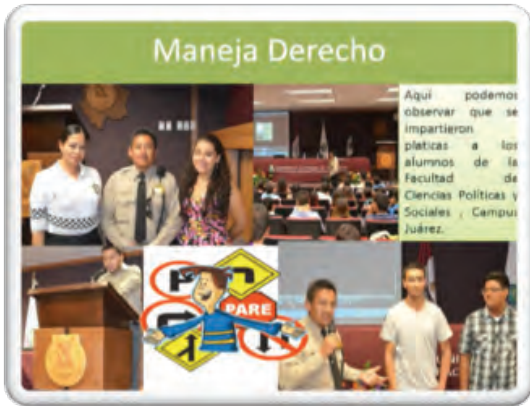 Maneja Derecho
Aquí podemos
observar que se
impartieron
platicas a los
alumnos de la
Facultad de
Ciencias Políticas y
Sociales , Campus
Juárez.
PARE